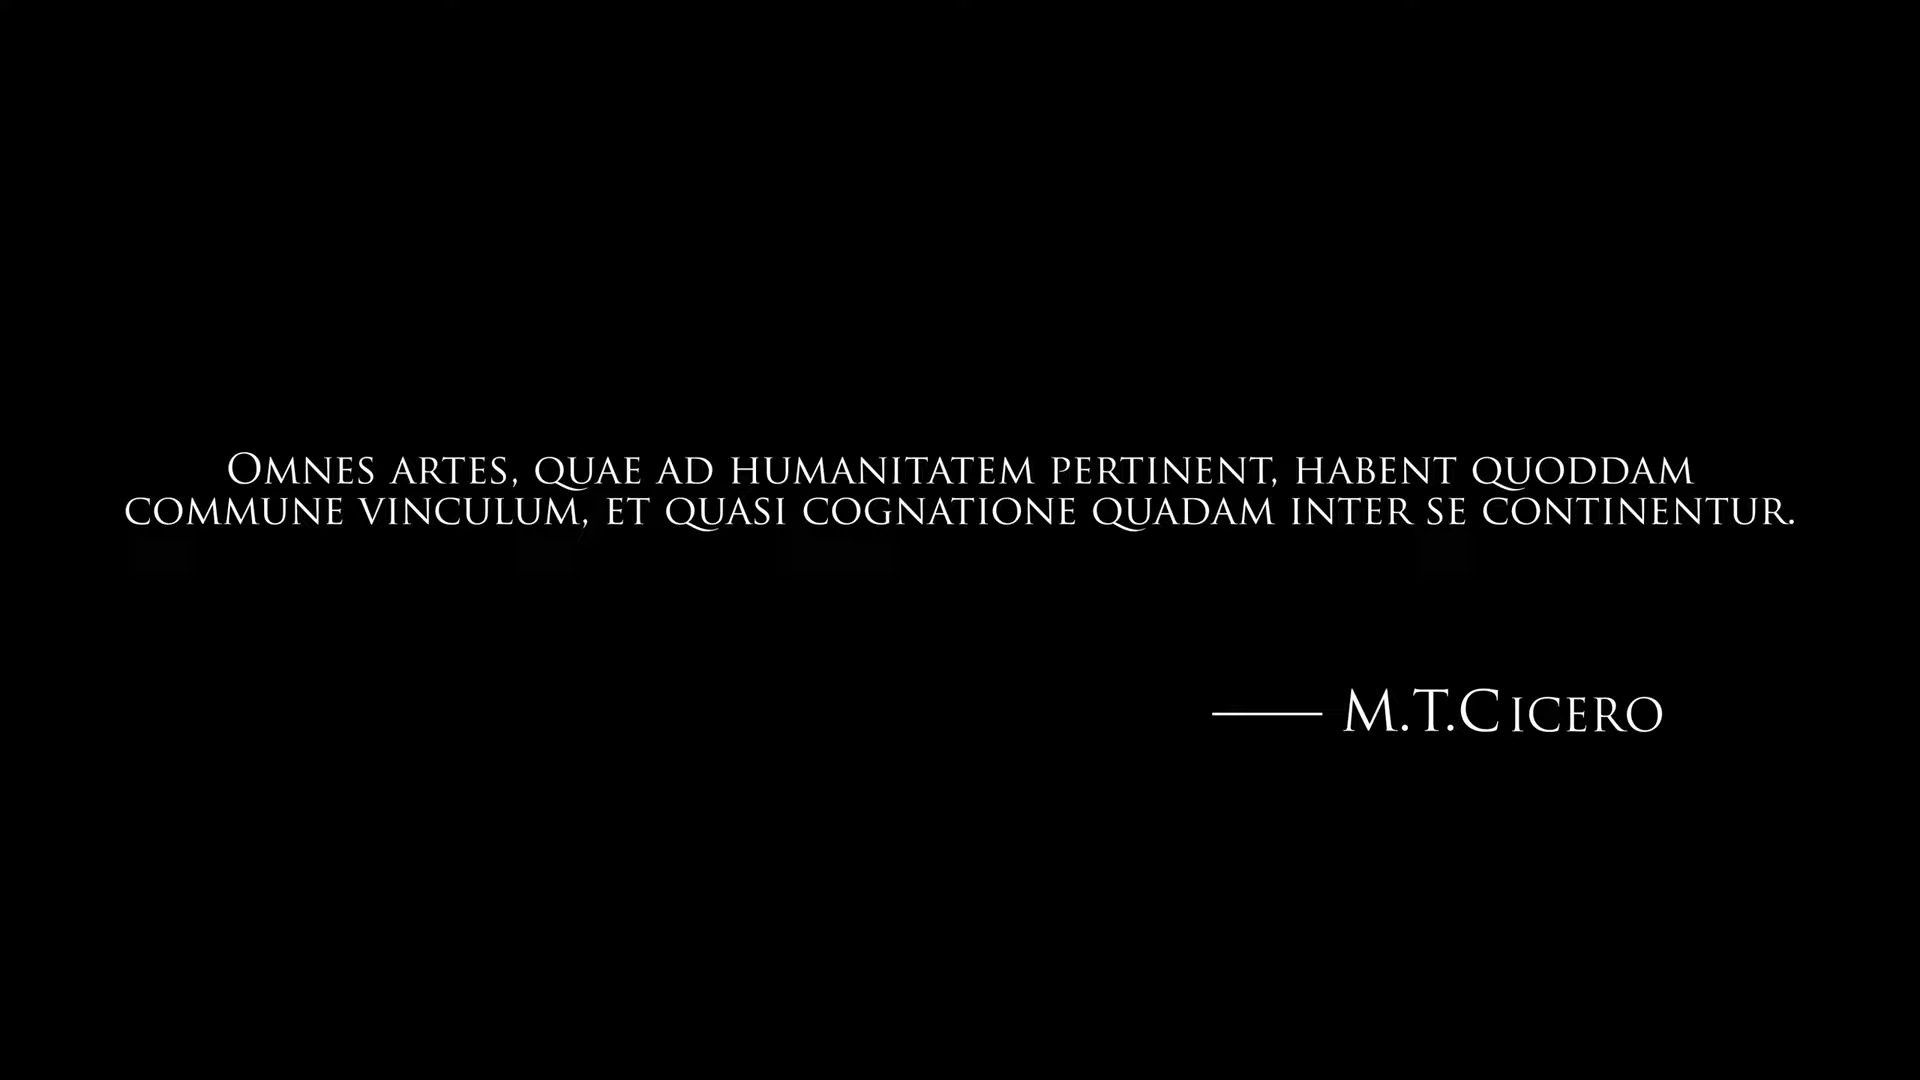 Omnes artes, quae ad humanitatem pertinent, habent quoddam
commune vinculum, et quasi cognatione quadam inter se continentur.
—— M.T.Cicero